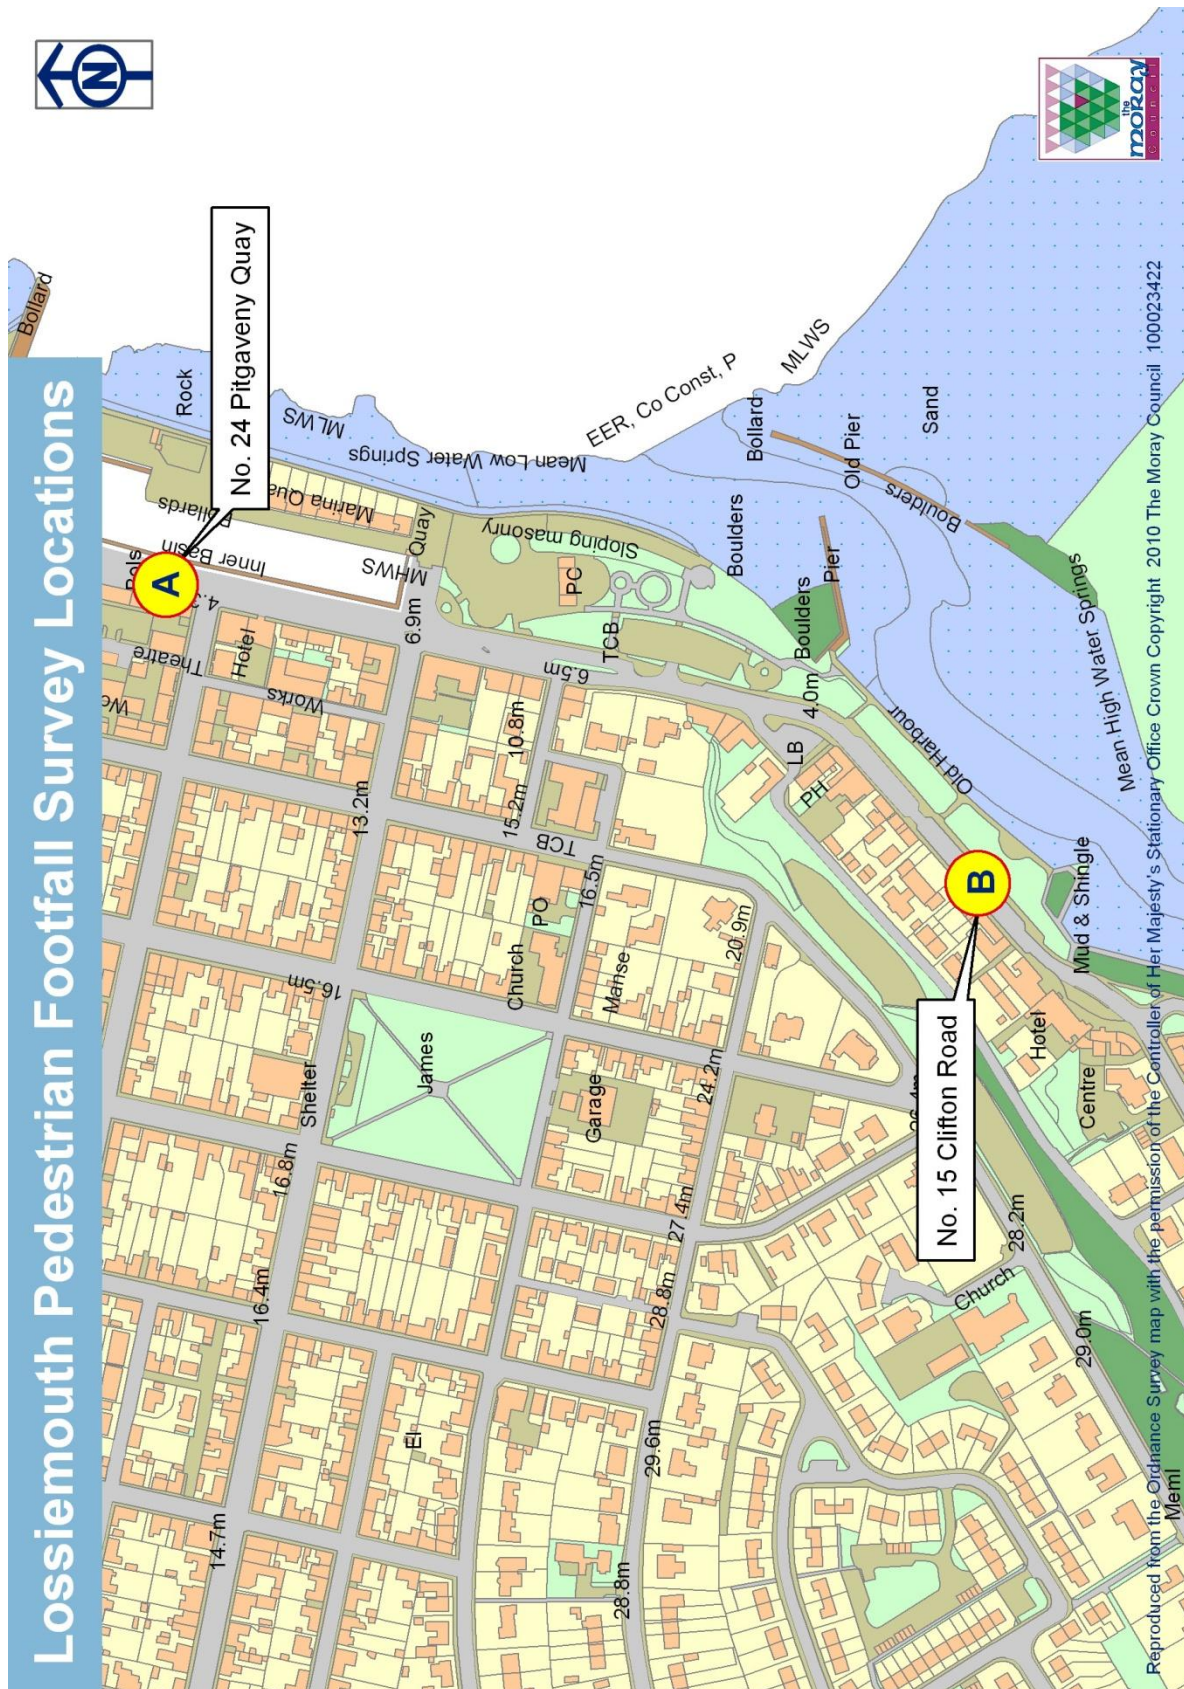 Lossiemouth Pedestrian Footfall Survey Locations
N
Bollard
Rock
No. 24 Pitgaveny Quay
A
MLWS
Mean Low Water Springs
Marina Qua
Inner Basin
MHWS
Quay
Theatre
Hotel
Works
6.9m
Sloping masonry
EER, Co Const, P
MLWS
PC
TCB
6.5m
Boulders
Bollard
Old Pier
Sand
Boulders
Boulders
Pier
4.0m
LB
PH
Old Harbour
Mean High Water Springs
13.2m
10.8m
15.2m
TCB
16.5m
PO
Church
16.5m
Shelter
James
Manse
20.9m
B
Mud & Shingle
No. 15 Clifton Road
Hotel
Centre
Garage
24.2m
16.8m
27.4m
28.2m
Church
16.4m
28.8m
29.0m
El
29.6m
14.7m
28.8m
Meml
the moray Council
Reproduced from the Ordnance Survey map with the permission of the Controller of Her Majesty's Stationary Office Crown Copyright 2010 The Moray Council 100023422